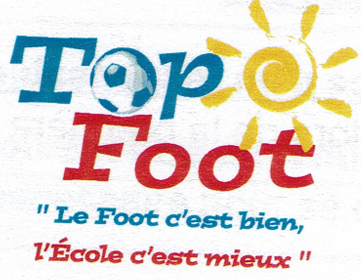 Top
Foot
" Le Foot c'est bien,
l'École c'est mieux "